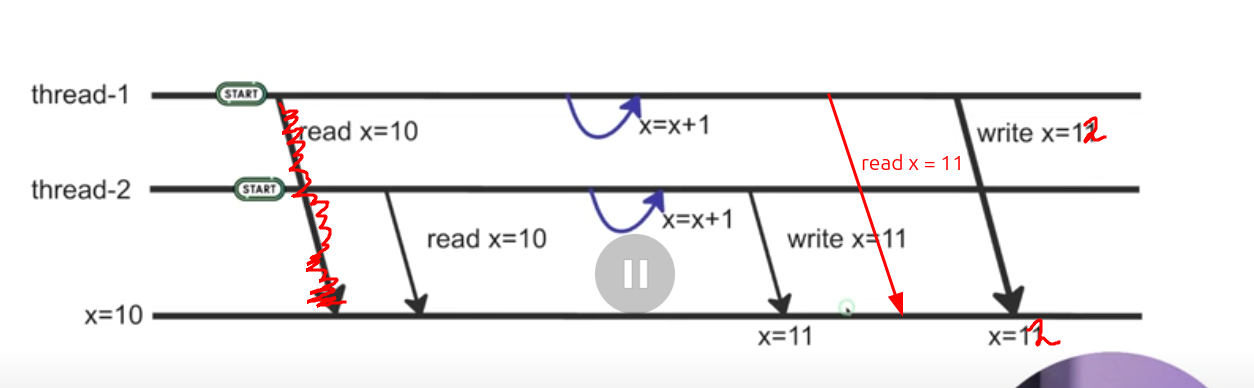 thread-1
START
read x=10
x=x+1
read x = 11
write x=12
thread-2
START
read x=10
x=x+1
write x=11
x=10
x=11
x=12